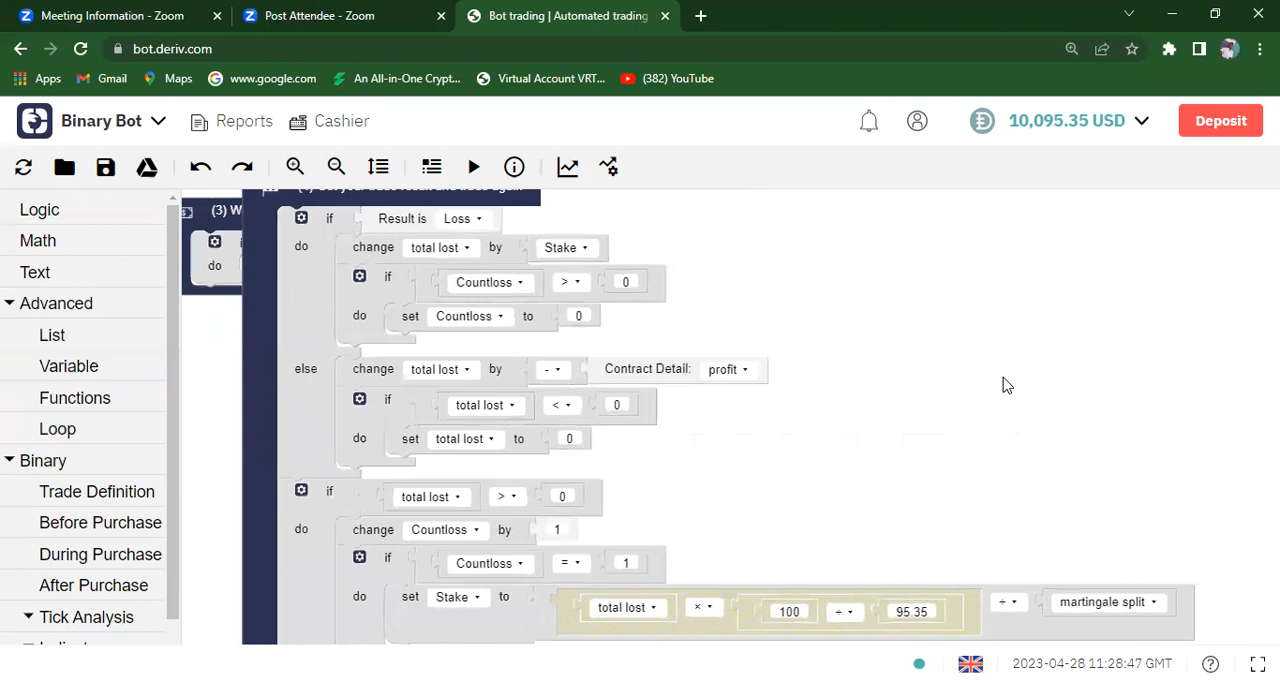 Meeting Information - Zoom
Post Attendee - Zoom
Bot trading | Automated trading
bot.deriv.com
Apps
Gmail
Maps
www.google.com
An All-in-One Crypt...
Virtual Account VRT...
(382) YouTube
Binary Bot
Reports
Cashier
10,095.35 USD
Deposit
Logic
Math
Text
Advanced
List
Variable
Functions
Loop
Binary
Trade Definition
Before Purchase
During Purchase
After Purchase
Tick Analysis
(3) W
do
if Result is Loss
do change total lost by Stake
if Countloss > 0
do set Countloss to 0
else change total lost by - Contract Detail: profit
if total lost < 0
do set total lost to 0
if total lost > 0
do change Countloss by 1
if Countloss = 1
do set Stake to total lost × 100 ÷ 95.35 ÷ martingale split
2023-04-28 11:28:47 GMT